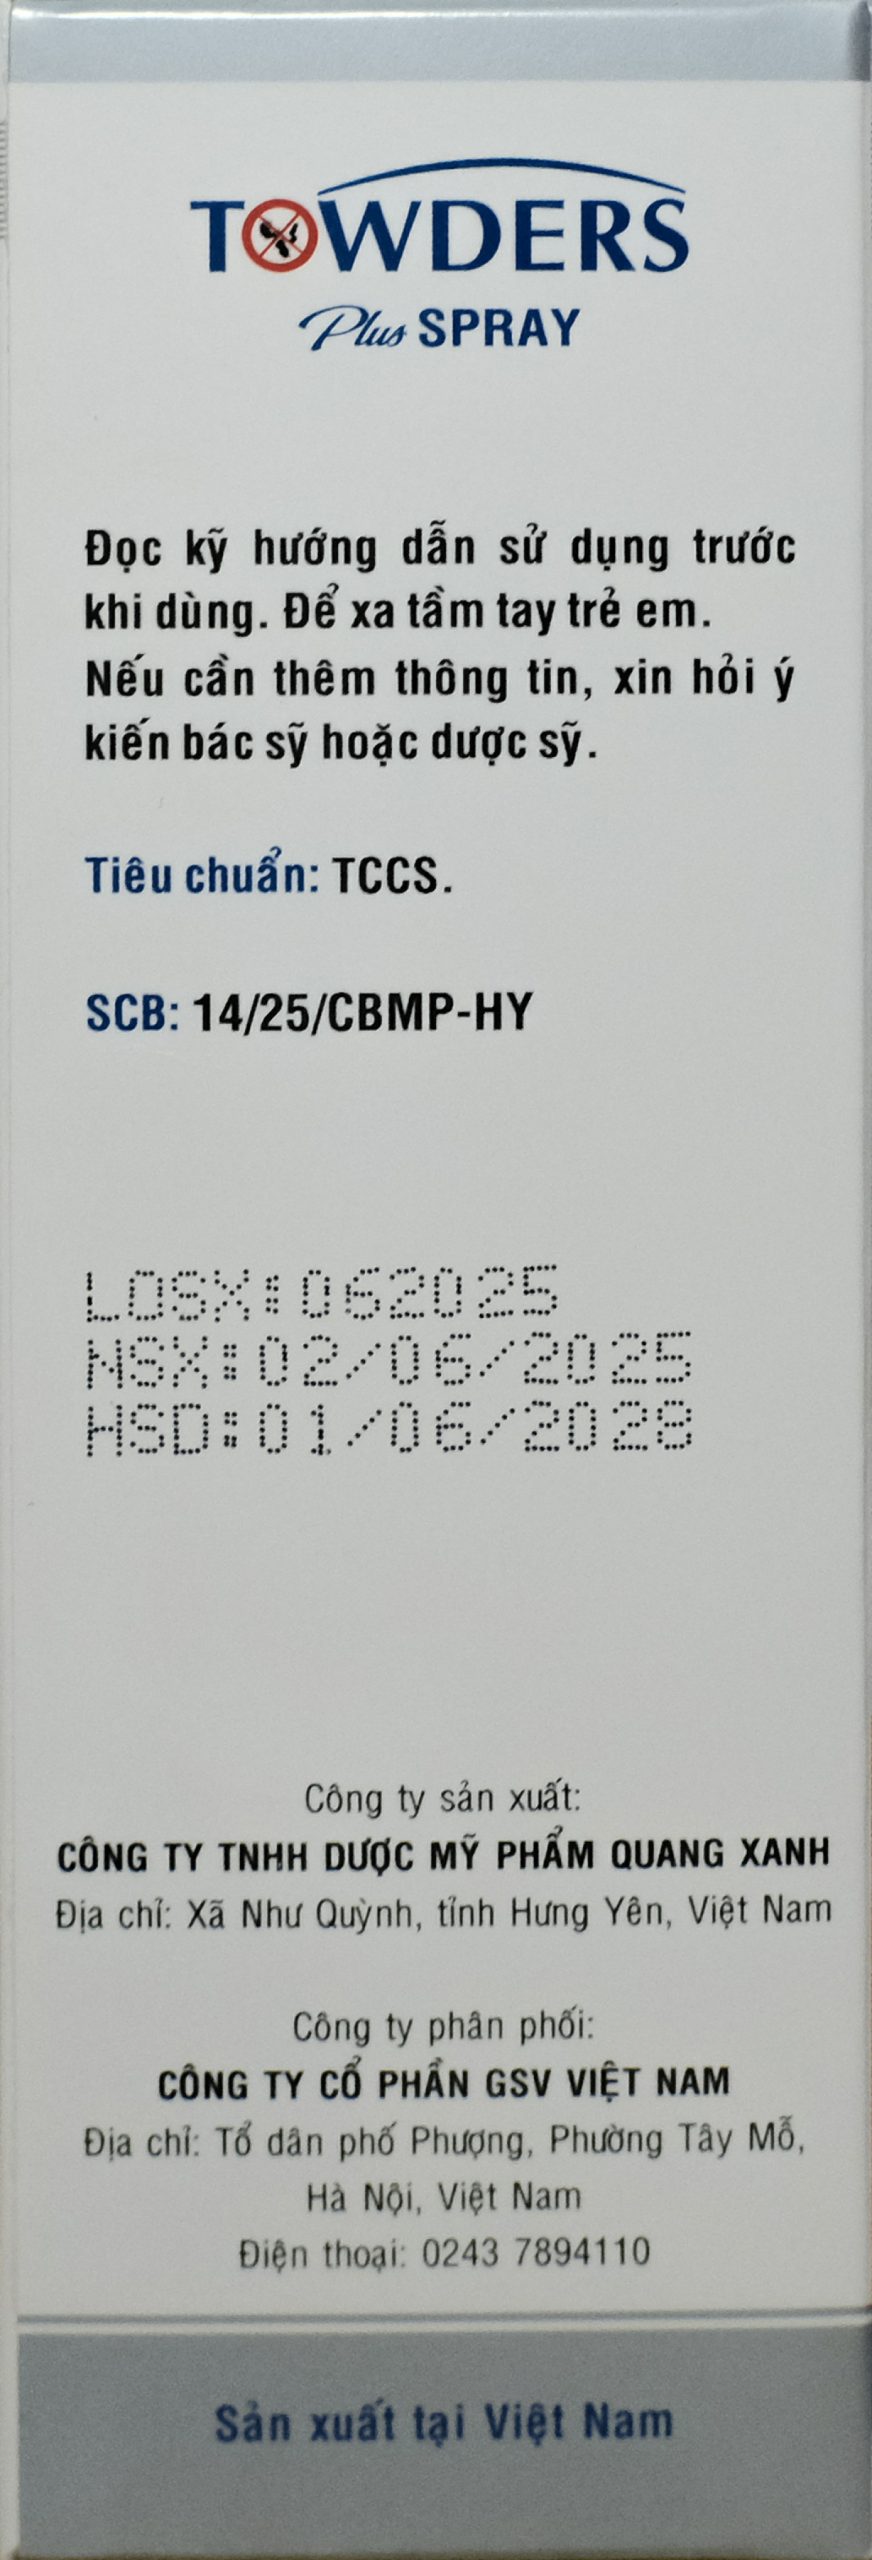 TOWDERS
Plus SPRAY
Đọc kỹ hướng dẫn sử dụng trước
khi dùng. Để xa tầm tay trẻ em.
Nếu cần thêm thông tin, xin hỏi ý
kiến bác sỹ hoặc dược sỹ.
Tiêu chuẩn: TCCS.
SCB: 14/25/CBMP-HY
LOSX:062025
NSX:02/06/2025
HSD:01/06/2028
Công ty sản xuất:
CÔNG TY TNHH DƯỢC MỸ PHẨM QUANG XANH
Địa chỉ: Xã Như Quỳnh, tỉnh Hưng Yên, Việt Nam
Công ty phân phối:
CÔNG TY CỔ PHẦN GSV VIỆT NAM
Địa chỉ: Tổ dân phố Phượng, Phường Tây Mỗ,
Hà Nội, Việt Nam
Điện thoại: 0243 7894110
Sản xuất tại Việt Nam